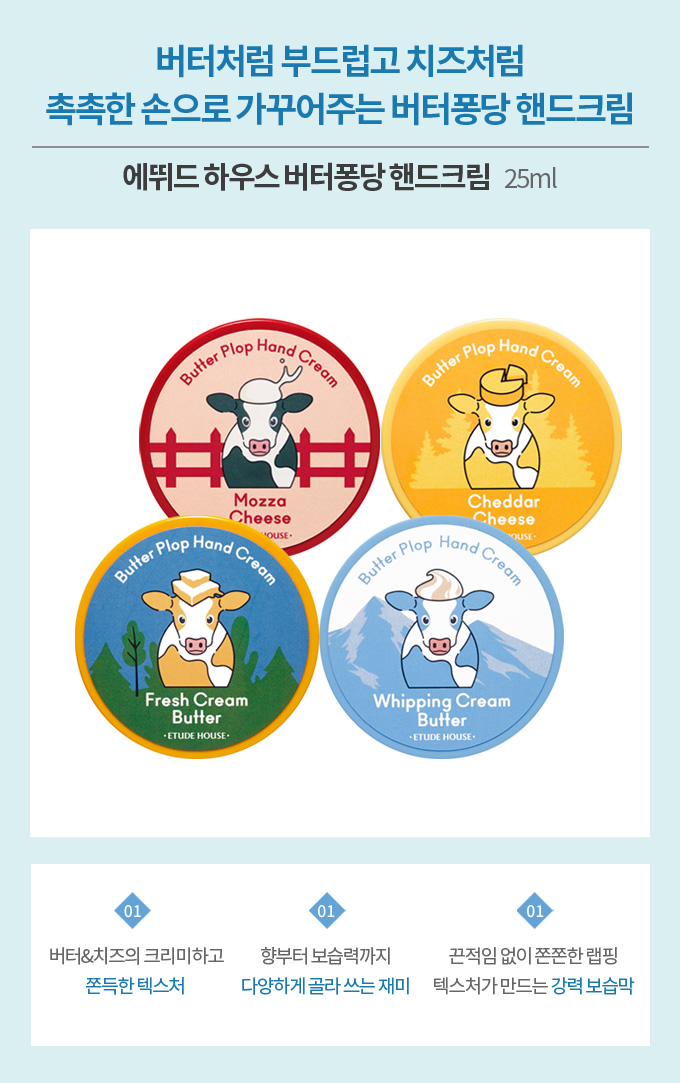 버터처럼 부드럽고 치즈처럼
촉촉한 손으로 가꾸어주는 버터퐁당 핸드크림
에뛰드 하우스 버터퐁당 핸드크림 25ml
Butter Plop Hand Cream
Mozza
Cheese
HOUSE·
Butter Plop Hand Cream
Cheddar
Cheese
HOUSE·
Butter Plop Hand Cream
Fresh Cream
Butter
·ETUDE HOUSE·
Butter Plop Hand Cream
Whipping Cream
Butter
·ETUDE HOUSE·
01
버터&치즈의 크리미하고
쫀득한 텍스처
01
향부터 보습력까지
다양하게 골라 쓰는 재미
01
끈적임 없이 쫀쫀한 랩핑
텍스처가 만드는 강력 보습막